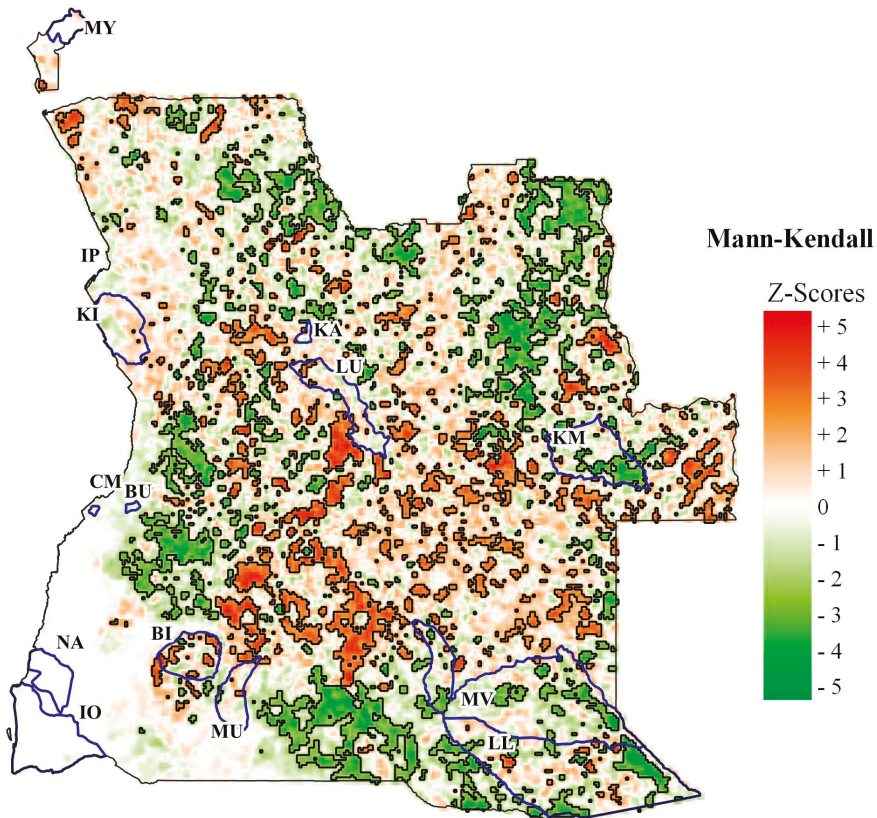 MY
IP
KI
KA
LU
KM
CM
BU
NA
BI
IO
MU
MV
LL
Mann-Kendall
Z-Scores
+ 5
+ 4
+ 3
+ 2
+ 1
0
- 1
- 2
- 3
- 4
- 5